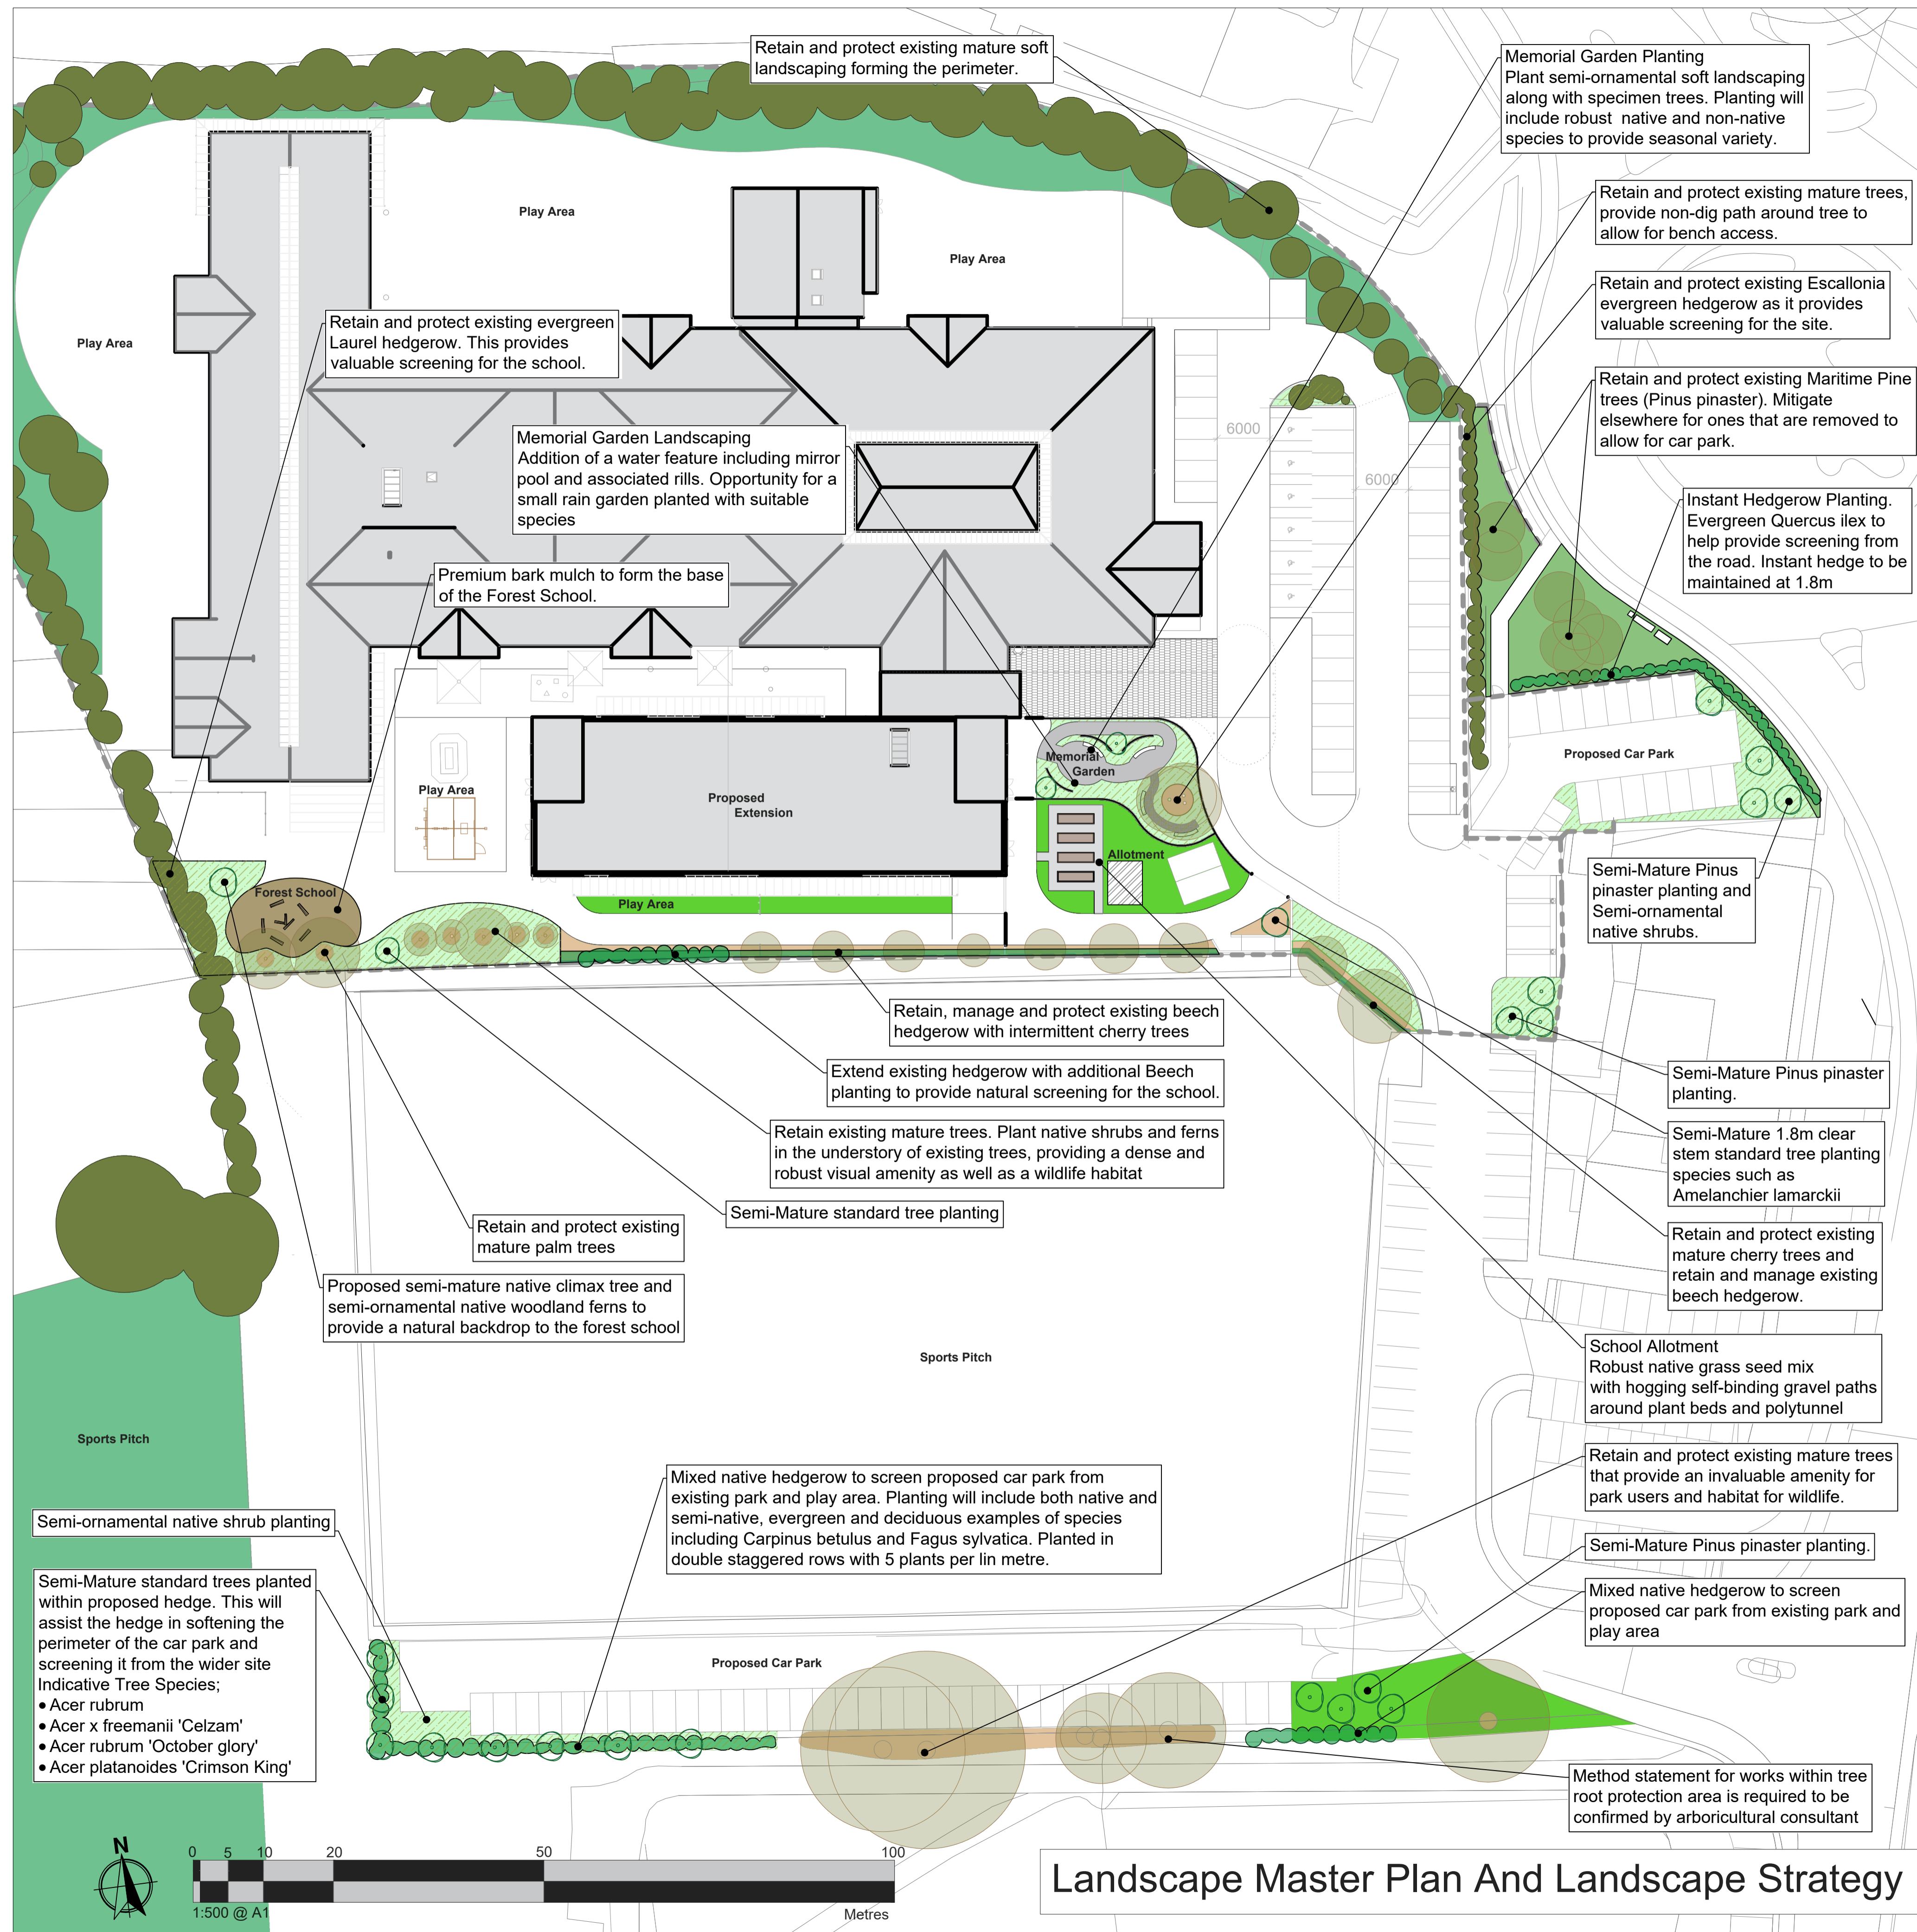 Retain and protect existing mature soft
landscaping forming the perimeter.
Memorial Garden Planting
Plant semi-ornamental soft landscaping
along with specimen trees. Planting will
include robust native and non-native
species to provide seasonal variety.
Retain and protect existing mature trees,
provide non-dig path around tree to
allow for bench access.
Play Area
Play Area
Retain and protect existing Escallonia
evergreen hedgerow as it provides
valuable screening for the site.
Retain and protect existing evergreen
Laurel hedgerow. This provides
valuable screening for the school.
Play Area
Retain and protect existing Maritime Pine
trees (Pinus pinaster). Mitigate
elsewhere for ones that are removed to
allow for car park.
Memorial Garden Landscaping
Addition of a water feature including mirror
pool and associated rills. Opportunity for a
small rain garden planted with suitable
species
6000
6000
Instant Hedgerow Planting.
Evergreen Quercus ilex to
help provide screening from
the road. Instant hedge to be
maintained at 1.8m
Premium bark mulch to form the base
of the Forest School.
Memorial
Garden
Proposed Car Park
Play Area
Proposed
Extension
Allotment
Forest School
Play Area
Semi-Mature Pinus
pinaster planting and
Semi-ornamental
native shrubs.
Retain, manage and protect existing beech
hedgerow with intermittent cherry trees
Extend existing hedgerow with additional Beech
planting to provide natural screening for the school.
Semi-Mature Pinus pinaster
planting.
Retain existing mature trees. Plant native shrubs and ferns
in the understory of existing trees, providing a dense and
robust visual amenity as well as a wildlife habitat
Semi-Mature 1.8m clear
stem standard tree planting
species such as
Amelanchier lamarckii
Semi-Mature standard tree planting
Retain and protect existing
mature palm trees
Retain and protect existing
mature cherry trees and
retain and manage existing
beech hedgerow.
Proposed semi-mature native climax tree and
semi-ornamental native woodland ferns to
provide a natural backdrop to the forest school
School Allotment
Robust native grass seed mix
with hogging self-binding gravel paths
around plant beds and polytunnel
Sports Pitch
Sports Pitch
Retain and protect existing mature trees
that provide an invaluable amenity for
park users and habitat for wildlife.
Mixed native hedgerow to screen proposed car park from
existing park and play area. Planting will include both native and
semi-native, evergreen and deciduous examples of species
including Carpinus betulus and Fagus sylvatica. Planted in
double staggered rows with 5 plants per lin metre.
Semi-ornamental native shrub planting
Semi-Mature Pinus pinaster planting.
Semi-Mature standard trees planted
within proposed hedge. This will
assist the hedge in softening the
perimeter of the car park and
screening it from the wider site
Indicative Tree Species;
• Acer rubrum
• Acer x freemanii 'Celzam'
• Acer rubrum 'October glory'
• Acer platanoides 'Crimson King'
Mixed native hedgerow to screen
proposed car park from existing park and
play area
Proposed Car Park
Method statement for works within tree
root protection area is required to be
confirmed by arboricultural consultant
N
0 5 10 20 50 100
1:500 @ A1
Metres
Landscape Master Plan And Landscape Strategy